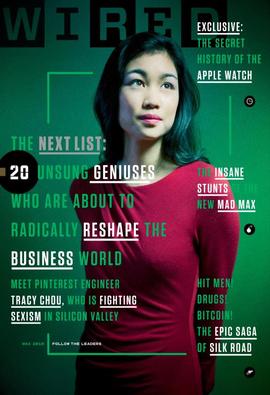 WIRED
EXCLUSIVE:
THE SECRET
HISTORY OF THE
APPLE WATCH
THE NEXT LIST:
20 UNSUNG GENIUSES
WHO ARE ABOUT TO
RADICALLY RESHAPE THE
BUSINESS WORLD
MEET PINTEREST ENGINEER
TRACY CHOU, WHO IS FIGHTING
SEXISM IN SILICON VALLEY
MAY 2015 FOLLOW THE LEADERS
THE INSANE
STUNTS OF THE
NEW MAD MAX
HIT MEN!
DRUGS!
BITCOIN!
THE EPIC SAGA
OF SILK ROAD